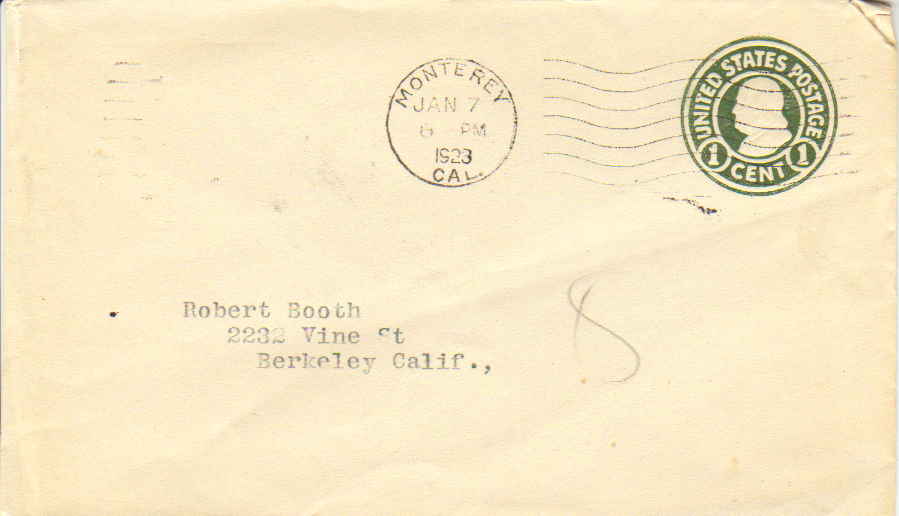 MONTEREY
JAN 7
6 PM
1923
CAL.
UNITED STATES POSTAGE
1 CENT 1
Robert Booth
2232 Vine St
Berkeley Calif.,
8